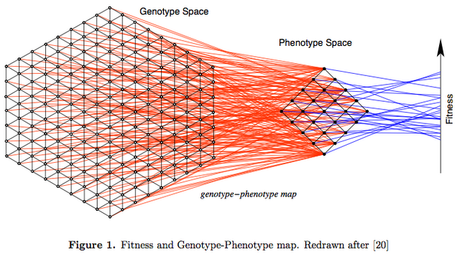 Genotype Space
Phenotype Space
Fitness
genotype−phenotype map
Figure 1. Fitness and Genotype-Phenotype map. Redrawn after [20]